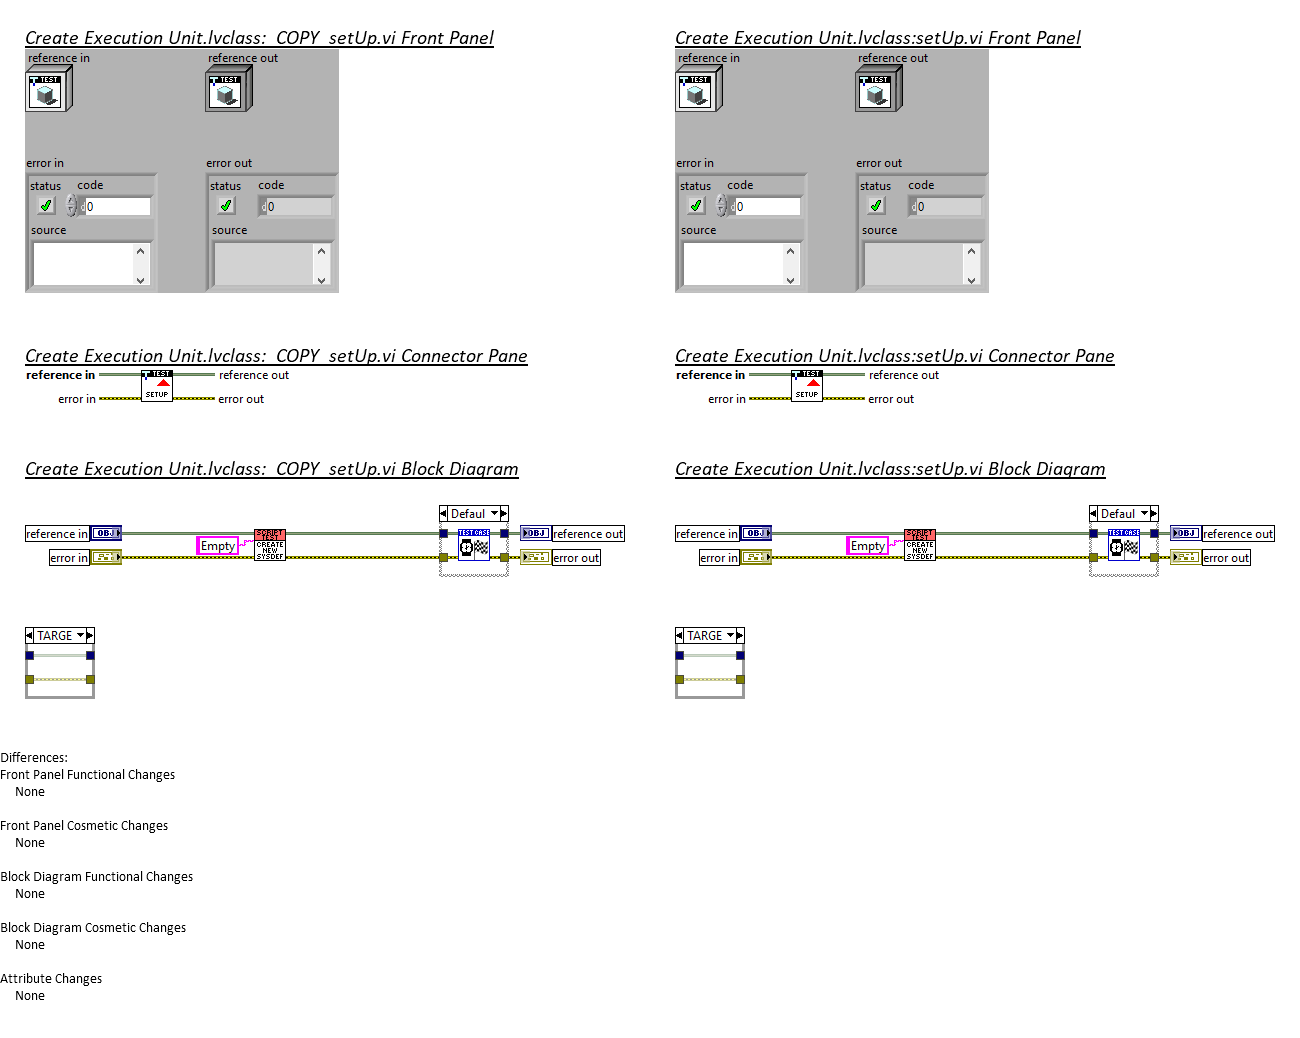 Create Execution Unit.lvclass:_COPY_setUp.vi Front Panel
reference in
reference out
TEST
TEST
error in
error out
status
code
status
code
0
0
source
source
Create Execution Unit.lvclass:setUp.vi Front Panel
reference in
reference out
TEST
TEST
error in
error out
status
code
status
code
0
0
source
source
Create Execution Unit.lvclass:_COPY_setUp.vi Connector Pane
reference in
TEST
reference out
error in
SETUP
error out
Create Execution Unit.lvclass:setUp.vi Connector Pane
reference in
TEST
reference out
error in
SETUP
error out
Create Execution Unit.lvclass:_COPY_setUp.vi Block Diagram
Defaul
reference in
OBJ
SCRIPT
TEST
CREATE
NEW
SYSDEF
TEST CASE
OBJ
reference out
Empty
error in
error out
TARGE
Create Execution Unit.lvclass:setUp.vi Block Diagram
Defaul
reference in
OBJ
SCRIPT
TEST
CREATE
NEW
SYSDEF
TEST CASE
OBJ
reference out
Empty
error in
error out
TARGE
Differences:
Front Panel Functional Changes
None
Front Panel Cosmetic Changes
None
Block Diagram Functional Changes
None
Block Diagram Cosmetic Changes
None
Attribute Changes
None